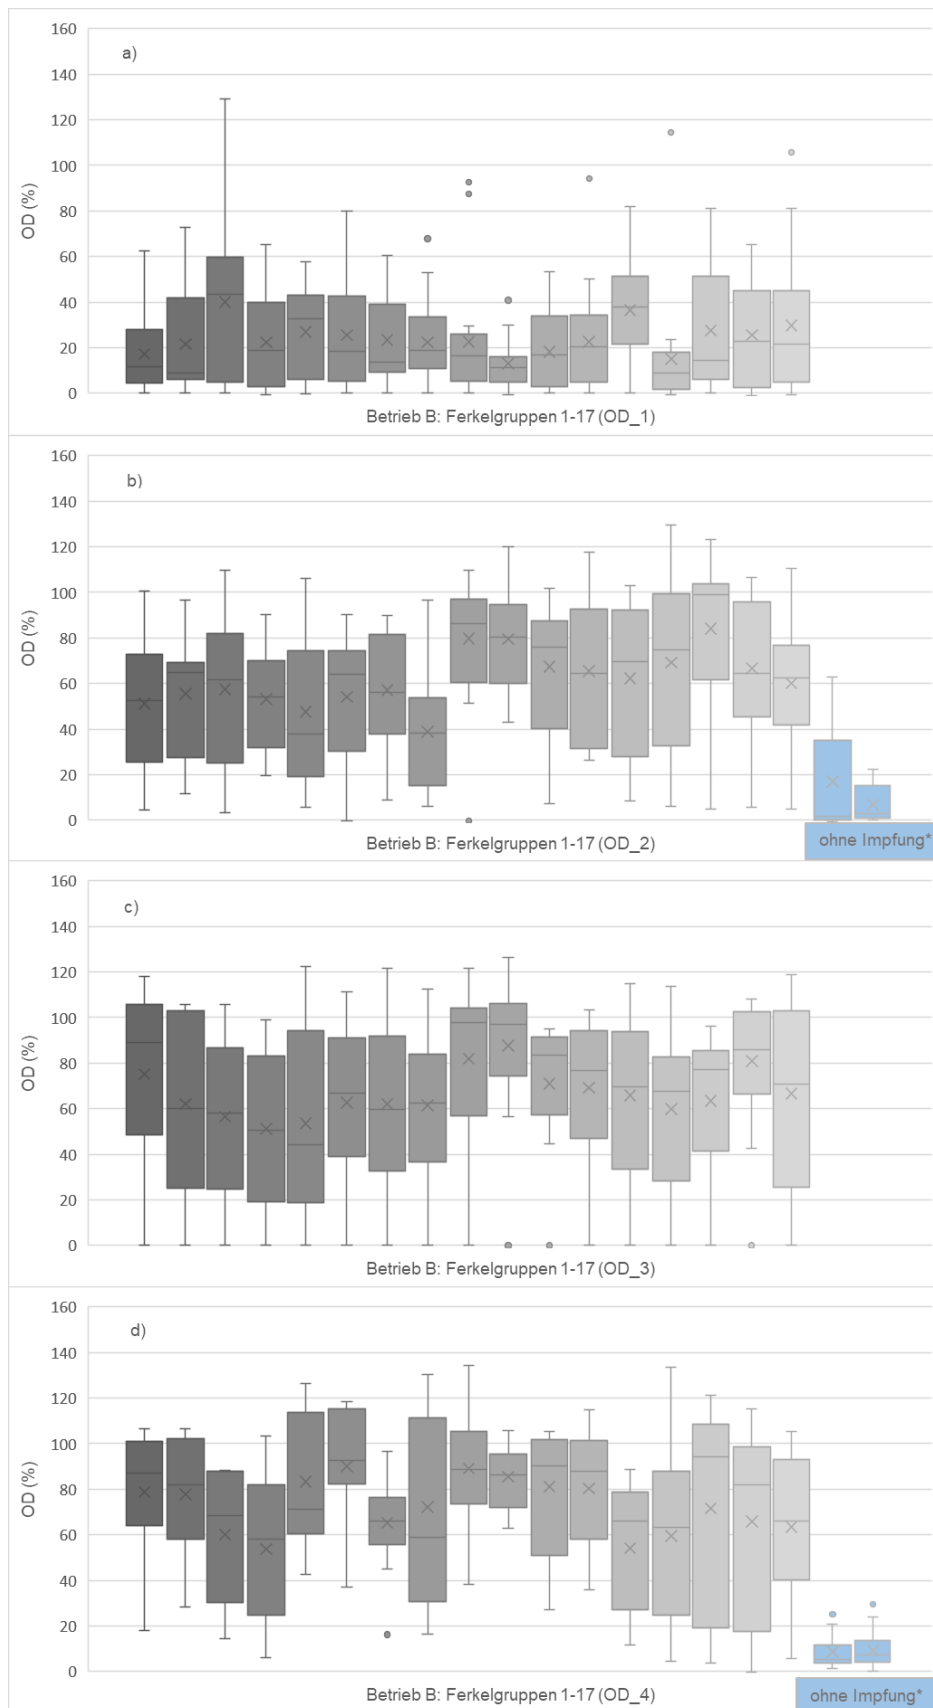 160
a)
140
120
100
80
60
40
20
0
OD (%)
Betrieb B: Ferkelgruppen 1-17 (OD_1)
160
b)
140
120
100
80
60
40
20
0
OD (%)
Betrieb B: Ferkelgruppen 1-17 (OD_2)
ohne Impfung*
160
c)
140
120
100
80
60
40
20
0
OD (%)
Betrieb B: Ferkelgruppen 1-17 (OD_3)
160
d)
140
120
100
80
60
40
20
0
OD (%)
Betrieb B: Ferkelgruppen 1-17 (OD_4)
ohne Impfung*